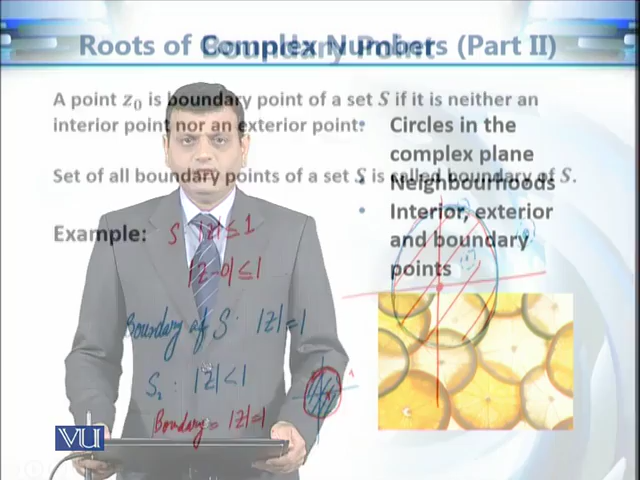 Roots of Complex Numbers (Part II)
Boundary Point
A point z₀ is boundary point of a set S if it is neither an
interior point nor an exterior point.
• Circles in the
complex plane
• Neighbourhoods
• Interior, exterior
and boundary
points
Set of all boundary points of a set S is called boundary of S.
Example:
S |z| ≤ 1
|z-0| ≤ 1
Boundary of S: |z|=1
S₂ : |z| < 1
Boundary = |z|=1
1
VU